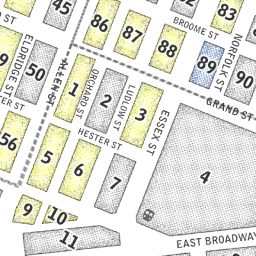 45
83
86
BROOME ST
87
88
NORFOLK ST
ELDRIDGE ST
50
89
90
ALLEN ST
1
ORCHARD ST
2
LUDLOW ST
3
GRAND ST
ESSEX ST
56
HESTER ST
5
6
7
4
9
10
11
EAST BROADWAY